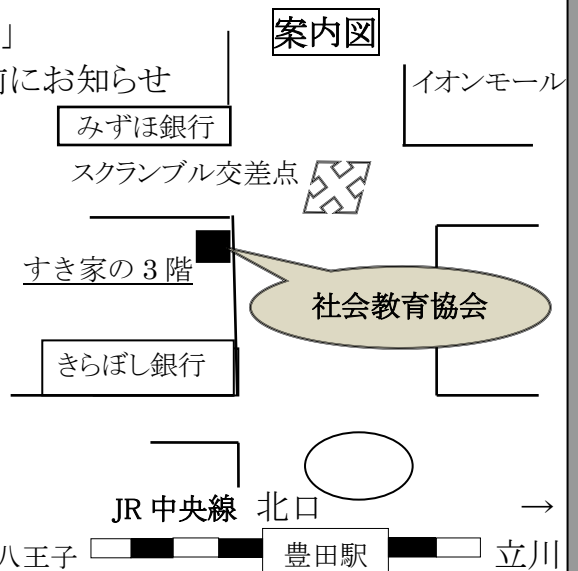 」
案内図
前にお知らせ
イオンモール
みずほ銀行
スクランブル交差点
すき家の3階
社会教育協会
きらぼし銀行
JR中央線 北口 →
八王子 豊田駅 立川